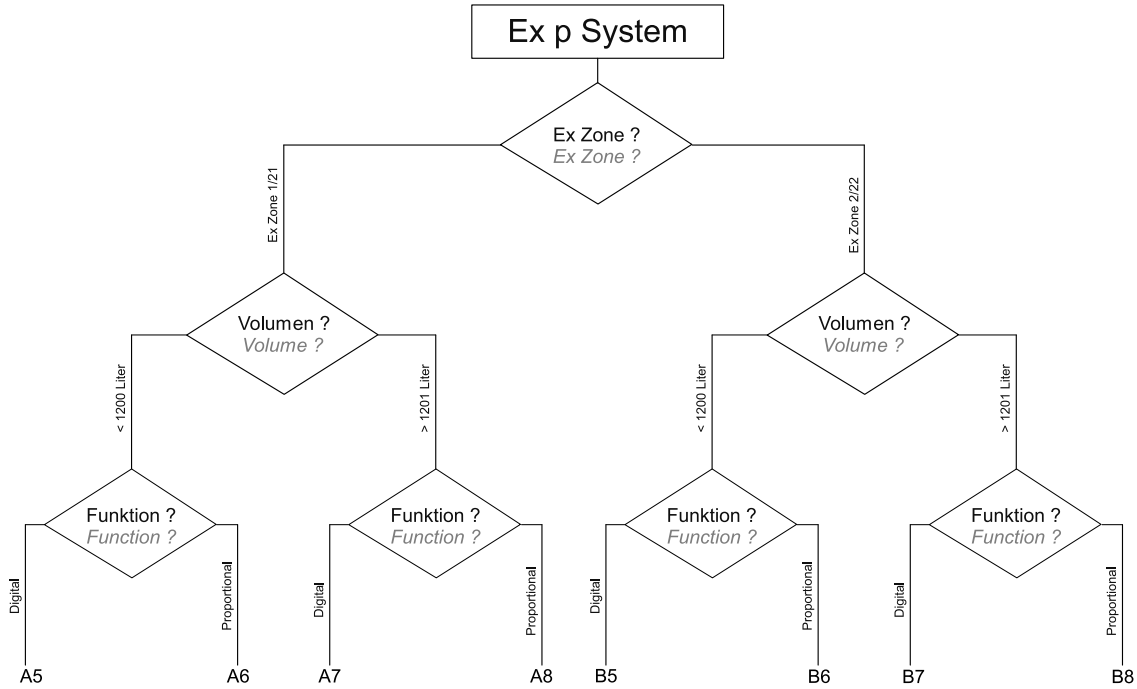 Ex p System
Ex Zone ?
Ex Zone ?
Ex Zone 1/21
Ex Zone 2/22
Volumen ?
Volume ?
Volumen ?
Volume ?
< 1200 Liter
> 1201 Liter
< 1200 Liter
> 1201 Liter
Funktion ?
Function ?
Funktion ?
Function ?
Funktion ?
Function ?
Funktion ?
Function ?
Digital
Proportional
Digital
Proportional
Digital
Proportional
Digital
Proportional
A5
A6
A7
A8
B5
B6
B7
B8